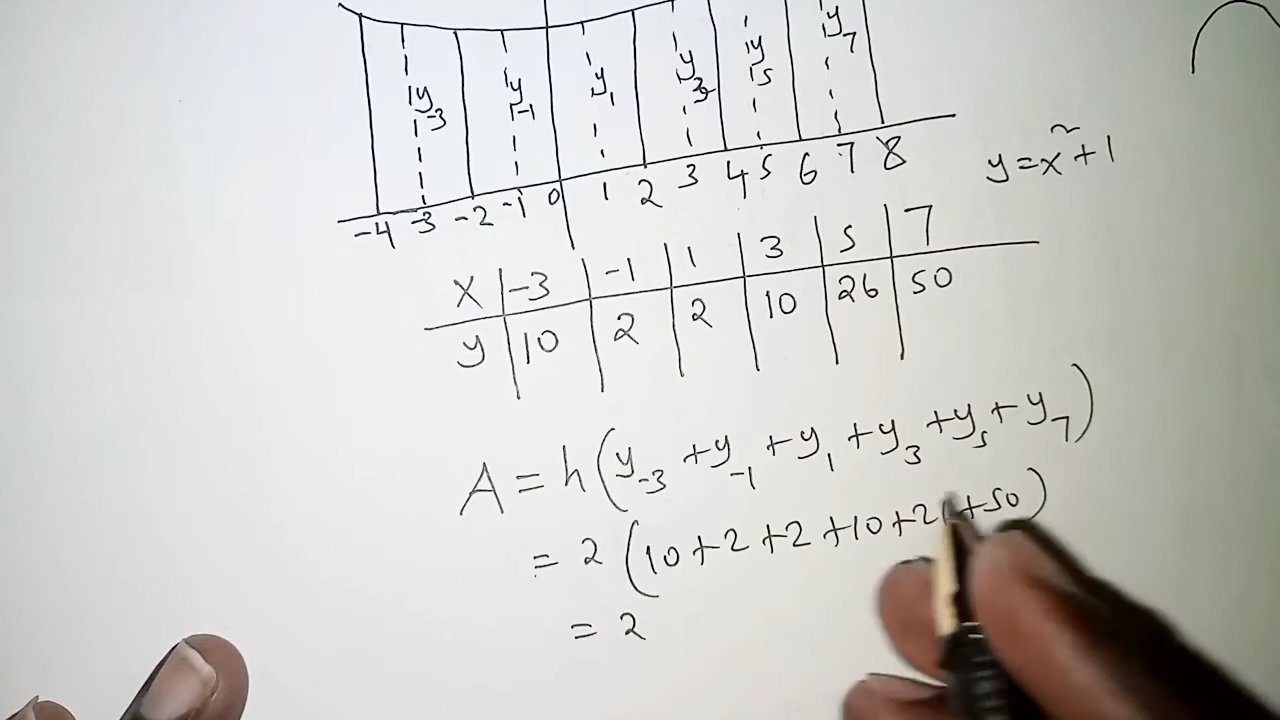 y₋₃ y₋₁ y₁ y₃ y₅ y₇
-4 -3 -2 -1 0 1 2 3 4 5 6 7 8
y=x²+1
x -3 -1 1 3 5 7
y 10 2 2 10 26 50
A = h(y₋₃ + y₋₁ + y₁ + y₃ + y₅ + y₇)
= 2 (10+2+2+10+2 +50)
= 2